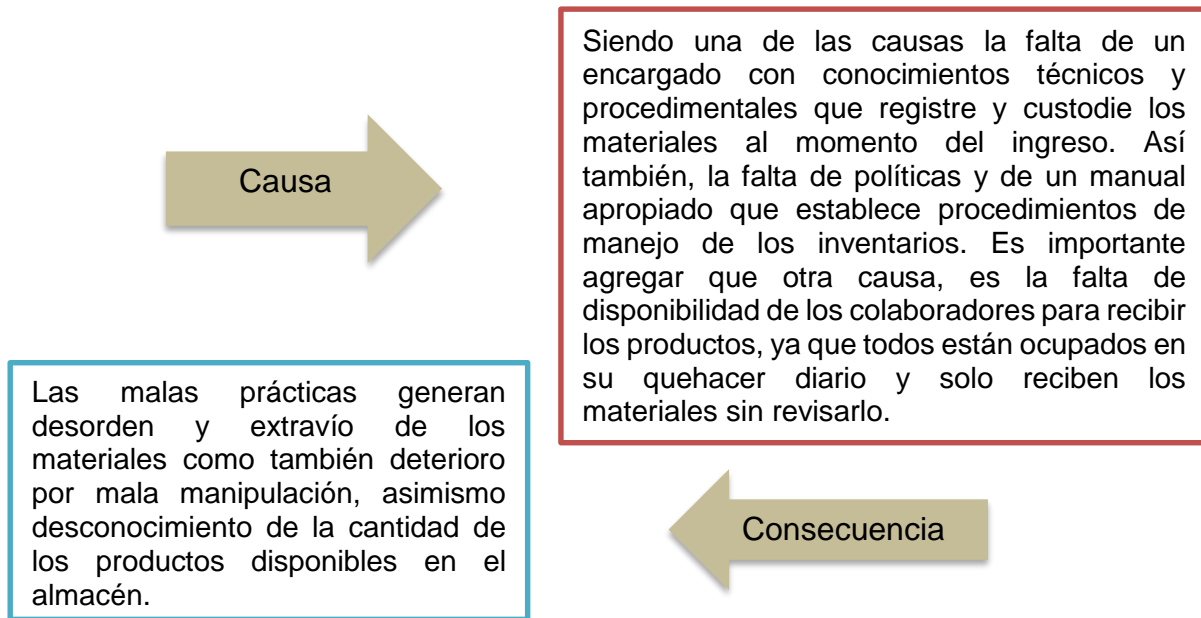 Causa
Siendo una de las causas la falta de un
encargado con conocimientos técnicos y
procedimentales que registre y custodie los
materiales al momento del ingreso. Así
también, la falta de políticas y de un manual
apropiado que establece procedimientos de
manejo de los inventarios. Es importante
agregar que otra causa, es la falta de
disponibilidad de los colaboradores para recibir
los productos, ya que todos están ocupados en
su quehacer diario y solo reciben los
materiales sin revisarlo.
Consecuencia
Las malas prácticas generan
desorden y extravío de los
materiales como también deterioro
por mala manipulación, asimismo
desconocimiento de la cantidad de
los productos disponibles en el
almacén.